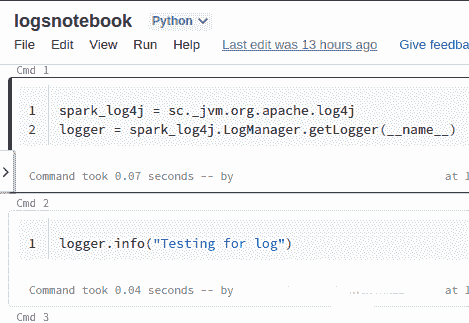 logsnotebook Python
File Edit View Run Help Last edit was 13 hours ago Give feedba
Cmd 1
1 spark_log4j = sc._jvm.org.apache.log4j
2 logger = spark_log4j.LogManager.getLogger(__name__)
Command took 0.07 seconds -- by at 1
Cmd 2
1 logger.info("Testing for log")
Command took 0.04 seconds -- by at 1
Cmd 3